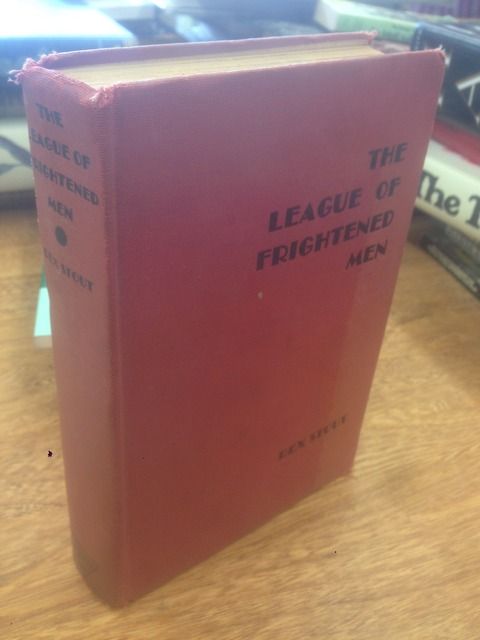 THE
LEAGUE OF
FRIGHTENED
MEN
REX STOUT
THE
LEAGUE OF
FRIGHTENED
MEN
REX STOUT
The